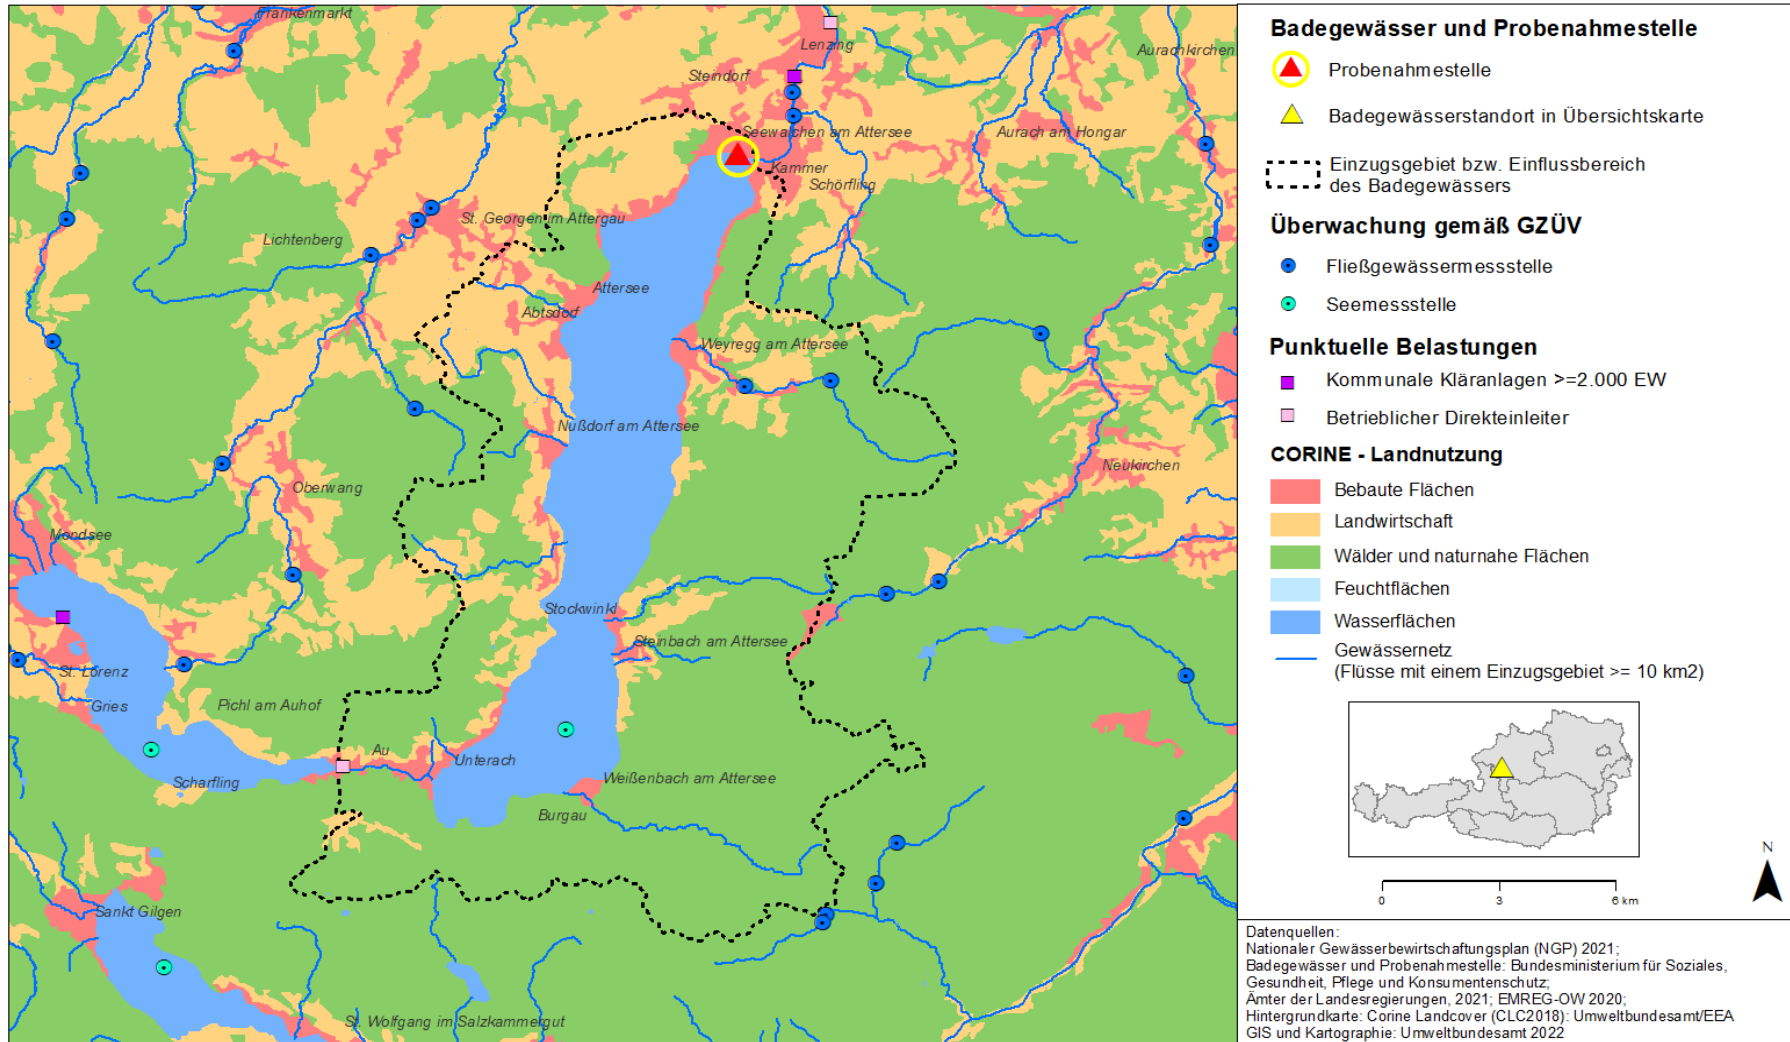 Frankenmarkt
Lenzing
Aurachkirchen
Steindorf
Seewalchen am Attersee
Aurach am Hongar
Kammer
Schörfling
St. Georgen im Attergau
Lichtenberg
Attersee
Abtsdorf
Weyregg am Attersee
Nußdorf am Attersee
Neukirchen
Oberwang
Mondsee
Stockwinkl
Steinbach am Attersee
St. Lorenz
Gries
Pichl am Auhof
Au
Unterach
Scharfling
Weißenbach am Attersee
Burgau
Sankt Gilgen
St. Wolfgang im Salzkammergut
Badegewässer und Probenahmestelle
Probenahmestelle
Badegewässerstandort in Übersichtskarte
Einzugsgebiet bzw. Einflussbereich
des Badegewässers
Überwachung gemäß GZÜV
Fließgewässermessstelle
Seemessstelle
Punktuelle Belastungen
Kommunale Kläranlagen >=2.000 EW
Betrieblicher Direkteinleiter
CORINE - Landnutzung
Bebaute Flächen
Landwirtschaft
Wälder und naturnahe Flächen
Feuchtflächen
Wasserflächen
Gewässernetz
(Flüsse mit einem Einzugsgebiet >= 10 km2)
N
0 3 6 km
Datenquellen:
Nationaler Gewässerbewirtschaftungsplan (NGP) 2021;
Badegewässer und Probenahmestelle: Bundesministerium für Soziales,
Gesundheit, Pflege und Konsumentenschutz;
Ämter der Landesregierungen, 2021; EMREG-OW 2020;
Hintergrundkarte: Corine Landcover (CLC2018): Umweltbundesamt/EEA
GIS und Kartographie: Umweltbundesamt 2022